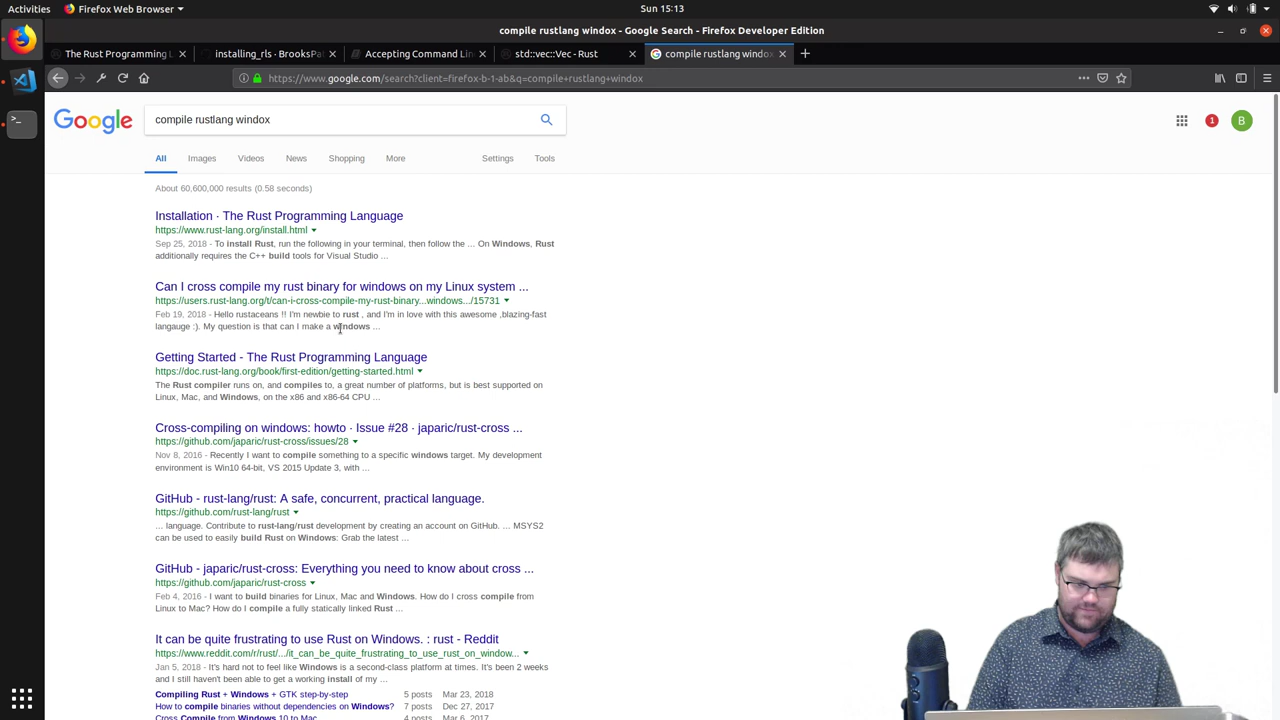 Activities Firefox Web Browser Sun 15:13
compile rustlang windox - Google Search - Firefox Developer Edition
The Rust Programming L installing_rls - BrooksPat Accepting Command Lin std::vec::Vec - Rust compile rustlang windox
https://www.google.com/search?client=firefox-b-1-ab&q=compile+rustlang+windox
Google compile rustlang windox 1 B
All Images Videos News Shopping More Settings Tools
About 60,600,000 results (0.58 seconds)
Installation · The Rust Programming Language
https://www.rust-lang.org/install.html
Sep 25, 2018 - To install Rust, run the following in your terminal, then follow the ... On Windows, Rust
additionally requires the C++ build tools for Visual Studio ...
Can I cross compile my rust binary for windows on my Linux system ...
https://users.rust-lang.org/t/can-i-cross-compile-my-rust-binary...windows.../15731
Feb 19, 2018 - Hello rustaceans !! I'm newbie to rust , and I'm in love with this awesome ,blazing-fast
langauge :). My question is that can I make a windows ...
Getting Started - The Rust Programming Language
https://doc.rust-lang.org/book/first-edition/getting-started.html
The Rust compiler runs on, and compiles to, a great number of platforms, but is best supported on
Linux, Mac, and Windows, on the x86 and x86-64 CPU ...
Cross-compiling on windows: howto · Issue #28 · japaric/rust-cross ...
https://github.com/japaric/rust-cross/issues/28
Nov 8, 2016 - Recently I want to compile something to a specific windows target. My development
environment is Win10 64-bit, VS 2015 Update 3, with ...
GitHub - rust-lang/rust: A safe, concurrent, practical language.
https://github.com/rust-lang/rust
... language. Contribute to rust-lang/rust development by creating an account on GitHub. ... MSYS2
can be used to easily build Rust on Windows: Grab the latest ...
GitHub - japaric/rust-cross: Everything you need to know about cross ...
https://github.com/japaric/rust-cross
Feb 4, 2016 - I want to build binaries for Linux, Mac and Windows. How do I cross compile from
Linux to Mac? How do I compile a fully statically linked Rust ...
It can be quite frustrating to use Rust on Windows. : rust - Reddit
https://www.reddit.com/r/rust/.../it_can_be_quite_frustrating_to_use_rust_on_window...
Jan 5, 2018 - It's hard not to feel like Windows is a second-class platform at times. It's been 2 weeks
and I still don't have a working install of my ...
Compiling Rust + Windows + GTK step-by-step 5 posts Mar 23, 2018
How to compile binaries without dependencies on Windows? 7 posts Dec 27, 2017
Cross Compile from Windows 10 to Mac 4 posts Mar 6, 2017